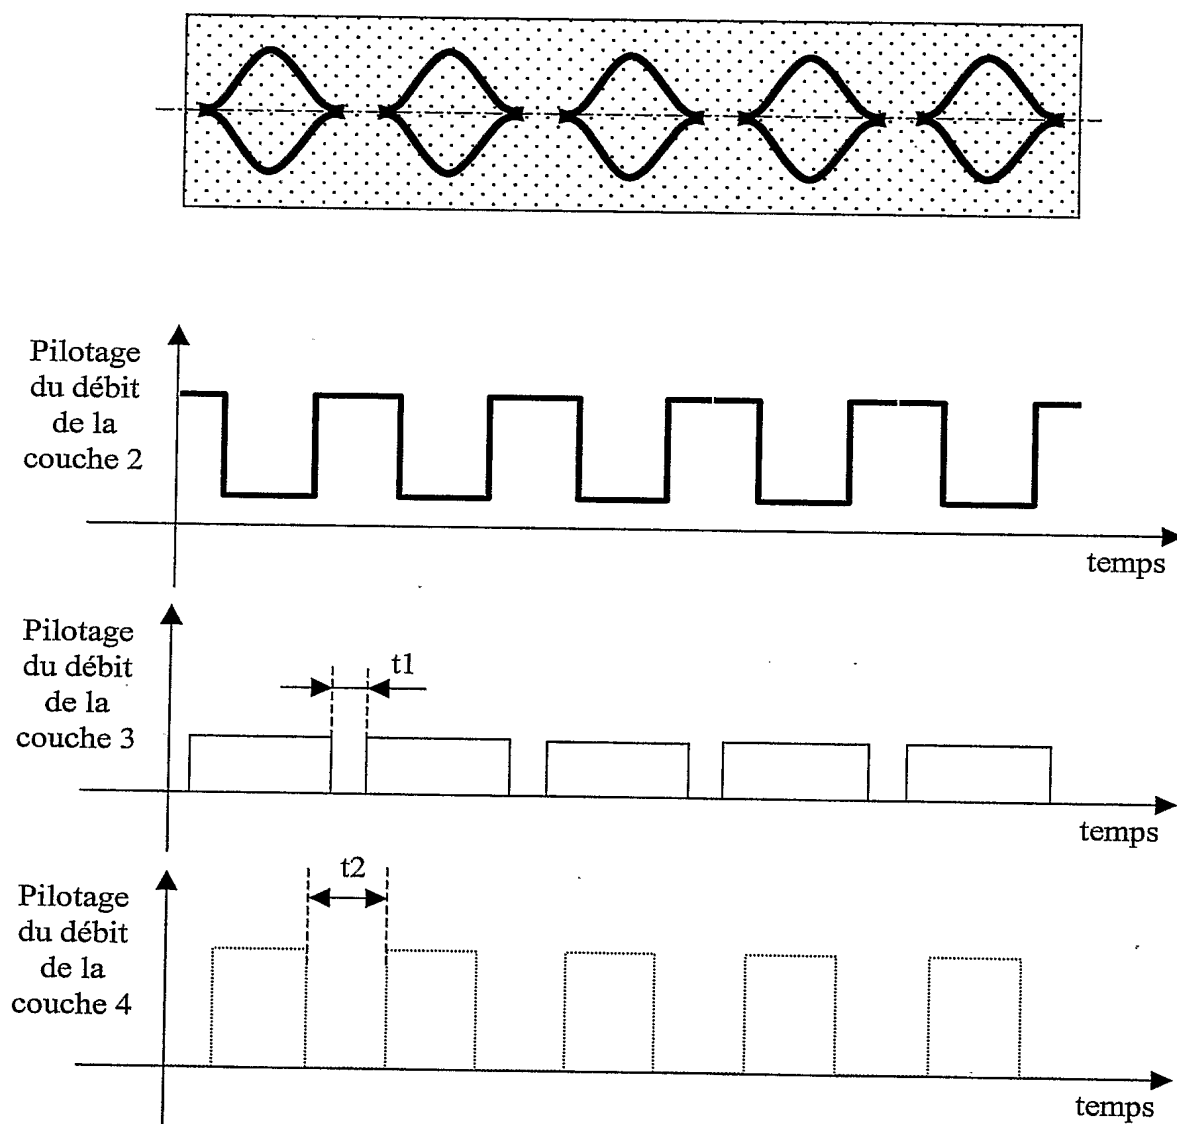 Pilotage
du débit
de la
couche 2
temps
Pilotage
du débit
de la
couche 3
t1
temps
Pilotage
du débit
de la
couche 4
t2
temps